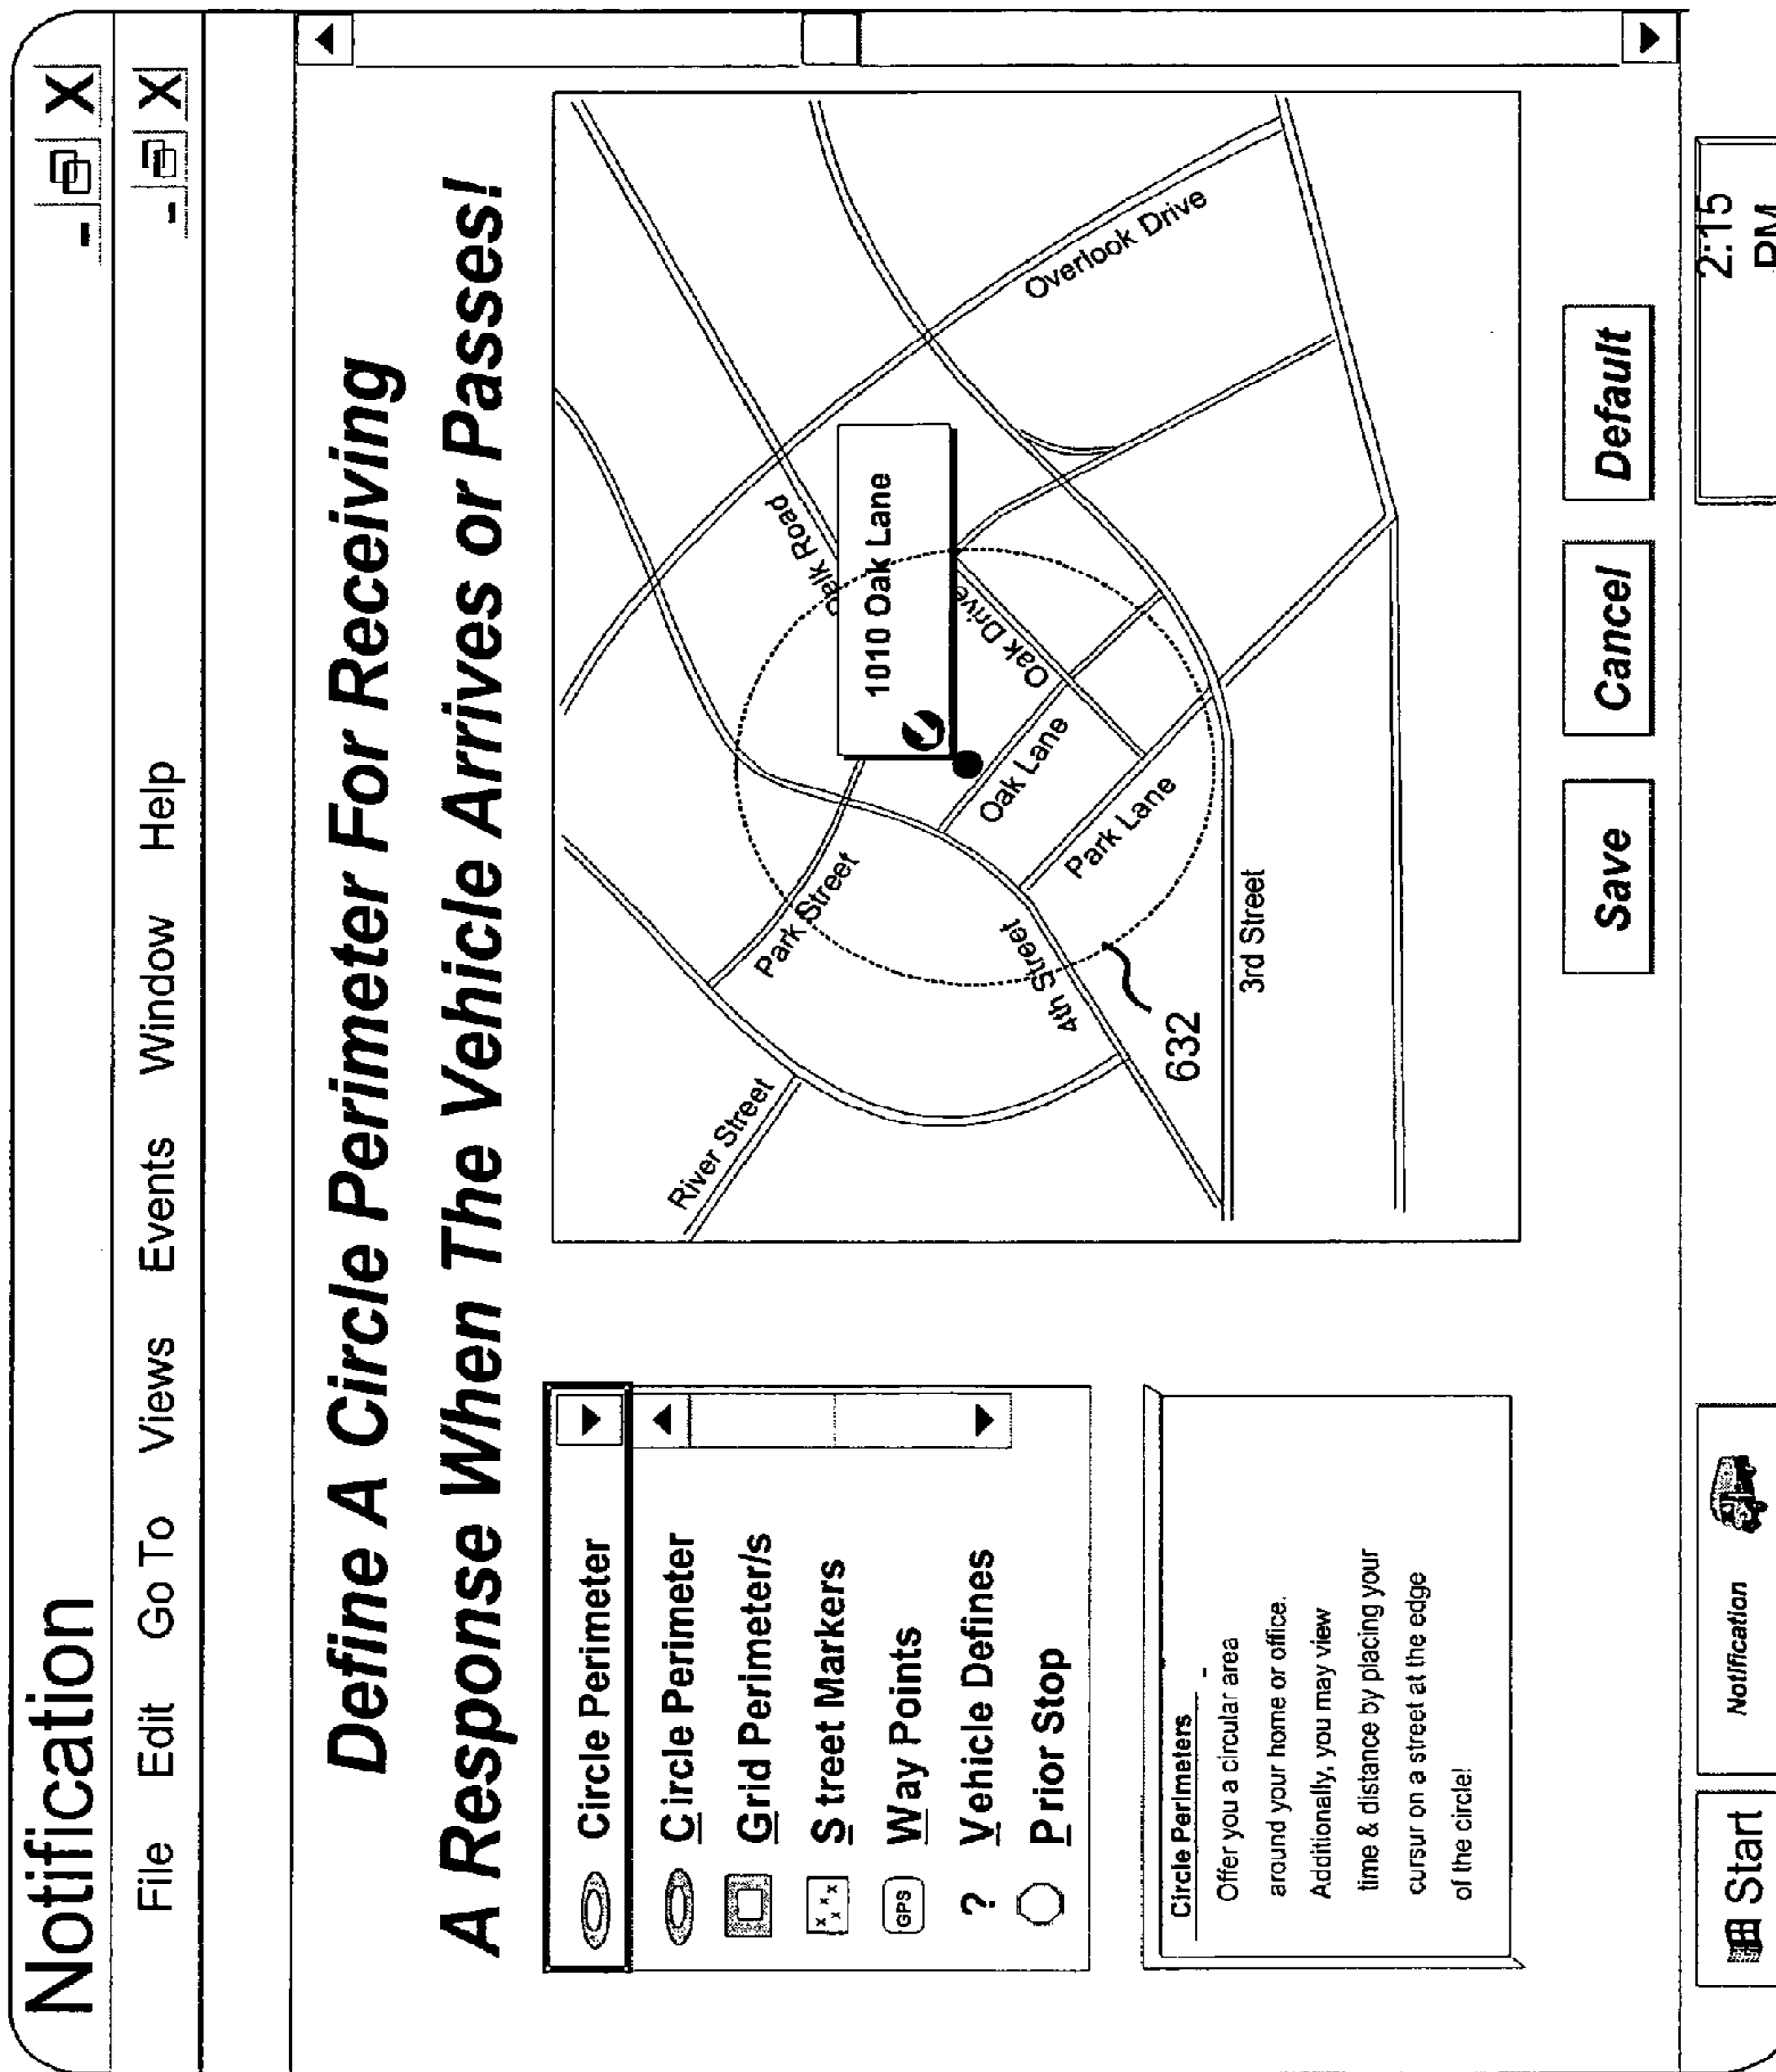 Notification
File Edit Go To Views Events Window Help
Define A Circle Perimeter For Receiving
A Response When The Vehicle Arrives or Passes!
Circle Perimeter
Circle Perimeter
Grid Perimeter/s
S treet Markers
Way Points
GPS
? Vehicle Defines
Prior Stop
Circle Perimeters -
Offer you a circular area
around your home or office.
Additionally, you may view
time & distance by placing your
cursur on a street at the edge
of the circle!
River Street
Park Street
Road
1010 Oak Lane
Overlook Drive
Oak Drive
Oak Lane
Park Lane
4th Street
632
3rd Street
Save Cancel Default
Start
Notification
2:15
PM